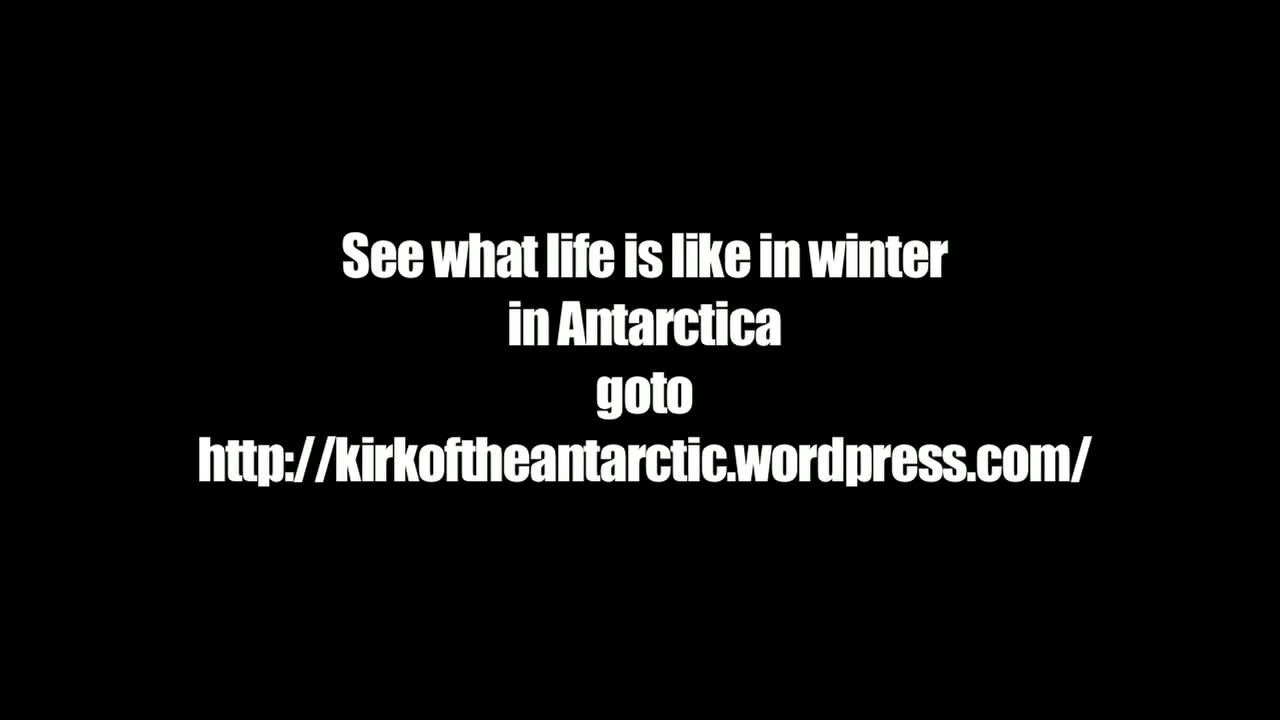 See what life is like in winter
in Antarctica
goto
http://kirkoftheantarctic.wordpress.com/